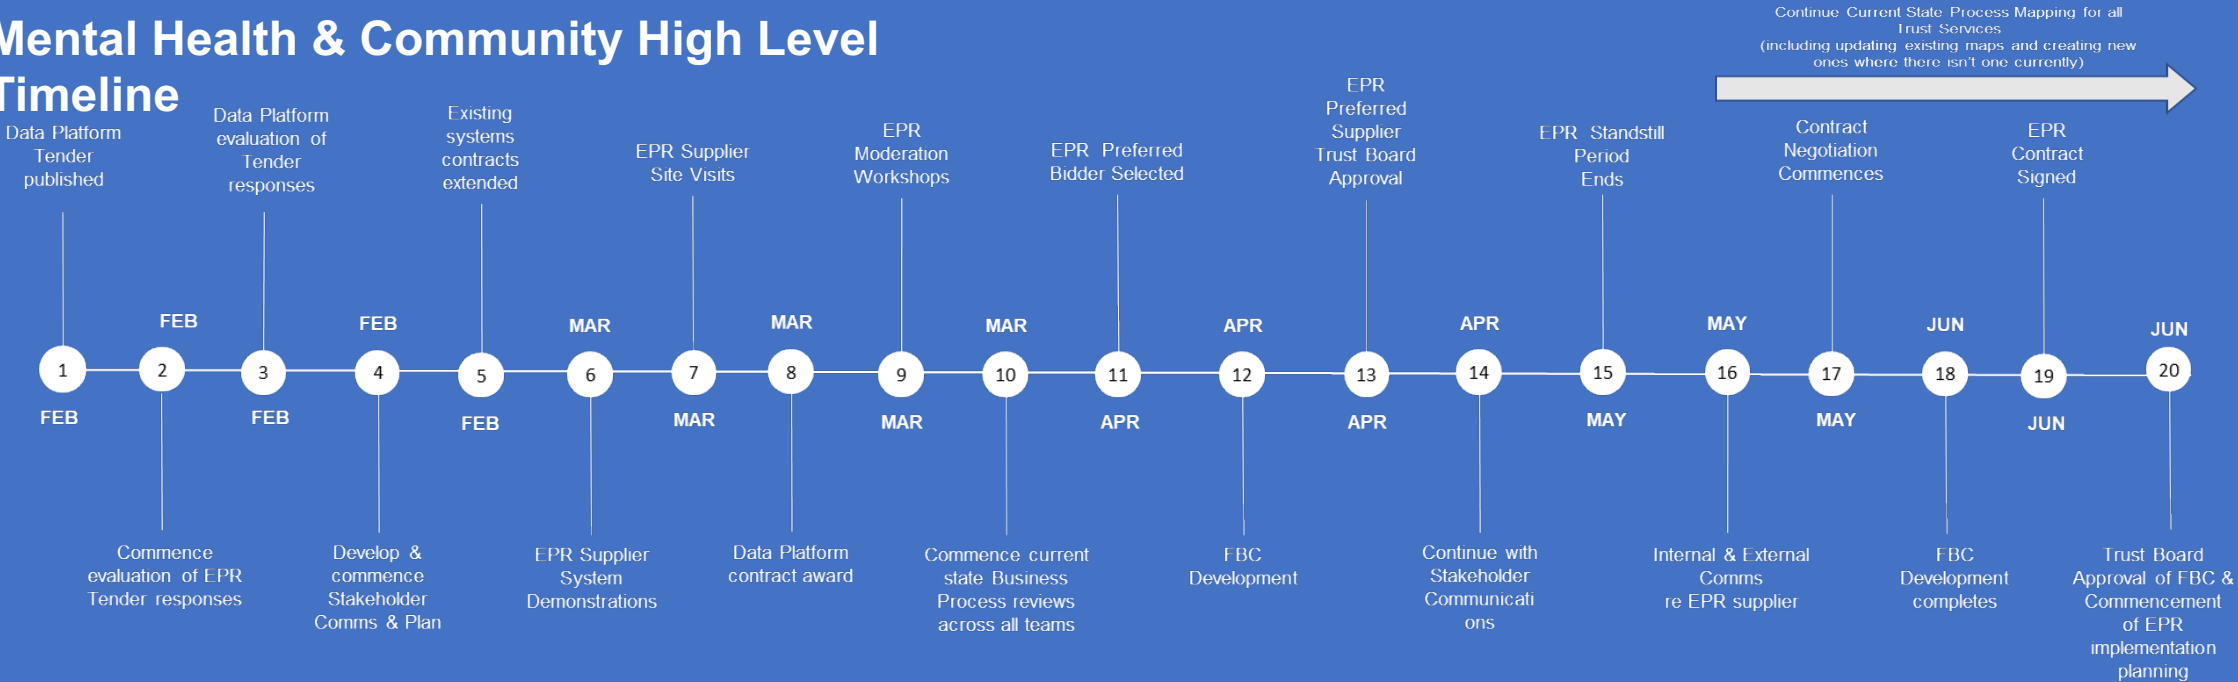 Mental Health & Community High Level
Timeline
Continue Current State Process Mapping for all
Trust Services
(including updating existing maps and creating new
ones where there isn't one currently)
Data Platform
Tender
published
Data Platform
evaluation of
Tender
responses
Existing
systems
contracts
extended
EPR Supplier
Site Visits
EPR
Moderation
Workshops
EPR Preferred
Bidder Selected
EPR
Preferred
Supplier
Trust Board
Approval
EPR Standstill
Period
Ends
Contract
Negotiation
Commences
EPR
Contract
Signed
FEB
FEB
MAR
MAR
MAR
APR
APR
MAY
JUN
JUN
1
2
3
4
5
6
7
8
9
10
11
12
13
14
15
16
17
18
19
20
FEB
FEB
FEB
MAR
MAR
APR
APR
MAY
MAY
JUN
Commence
evaluation of EPR
Tender responses
Develop &
commence
Stakeholder
Comms & Plan
EPR Supplier
System
Demonstrations
Data Platform
contract award
Commence current
state Business
Process reviews
across all teams
FBC
Development
Continue with
Stakeholder
Communicati
ons
Internal & External
Comms
re EPR supplier
FBC
Development
completes
Trust Board
Approval of FBC &
Commencement
of EPR
implementation
planning